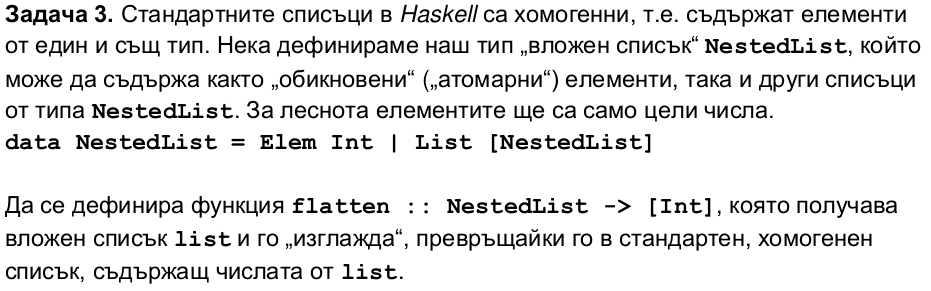 Задача 3. Стандартните списъци в Haskell са хомогенни, т.е. съдържат елементи
от един и същ тип. Нека дефинираме наш тип „вложен списък“ NestedList, който
може да съдържа както „обикновени“ („атомарни“) елементи, така и други списъци
от типа NestedList. За леснота елементите ще са само цели числа.
data NestedList = Elem Int | List [NestedList]
Да се дефинира функция flatten :: NestedList -> [Int], която получава
вложен списък list и го „изглажда“, превръщайки го в стандартен, хомогенен
списък, съдържащ числата от list.